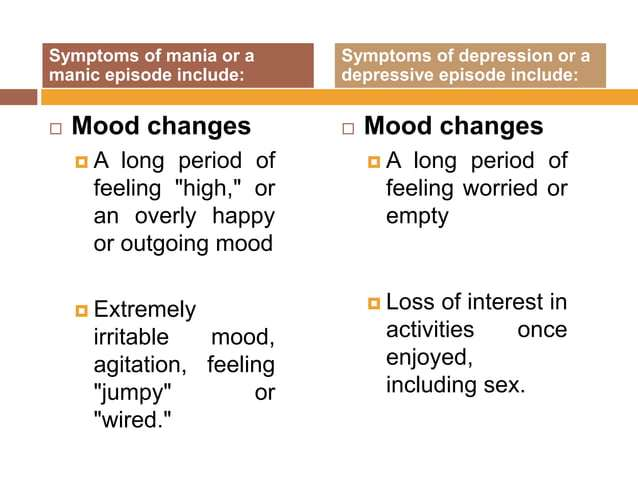 Symptoms of mania or a
manic episode include:
Mood changes
A long period of
feeling "high," or
an overly happy
or outgoing mood
Extremely
irritable mood,
agitation, feeling
"jumpy" or
"wired."
Symptoms of depression or a
depressive episode include:
Mood changes
A long period of
feeling worried or
empty
Loss of interest in
activities once
enjoyed,
including sex.